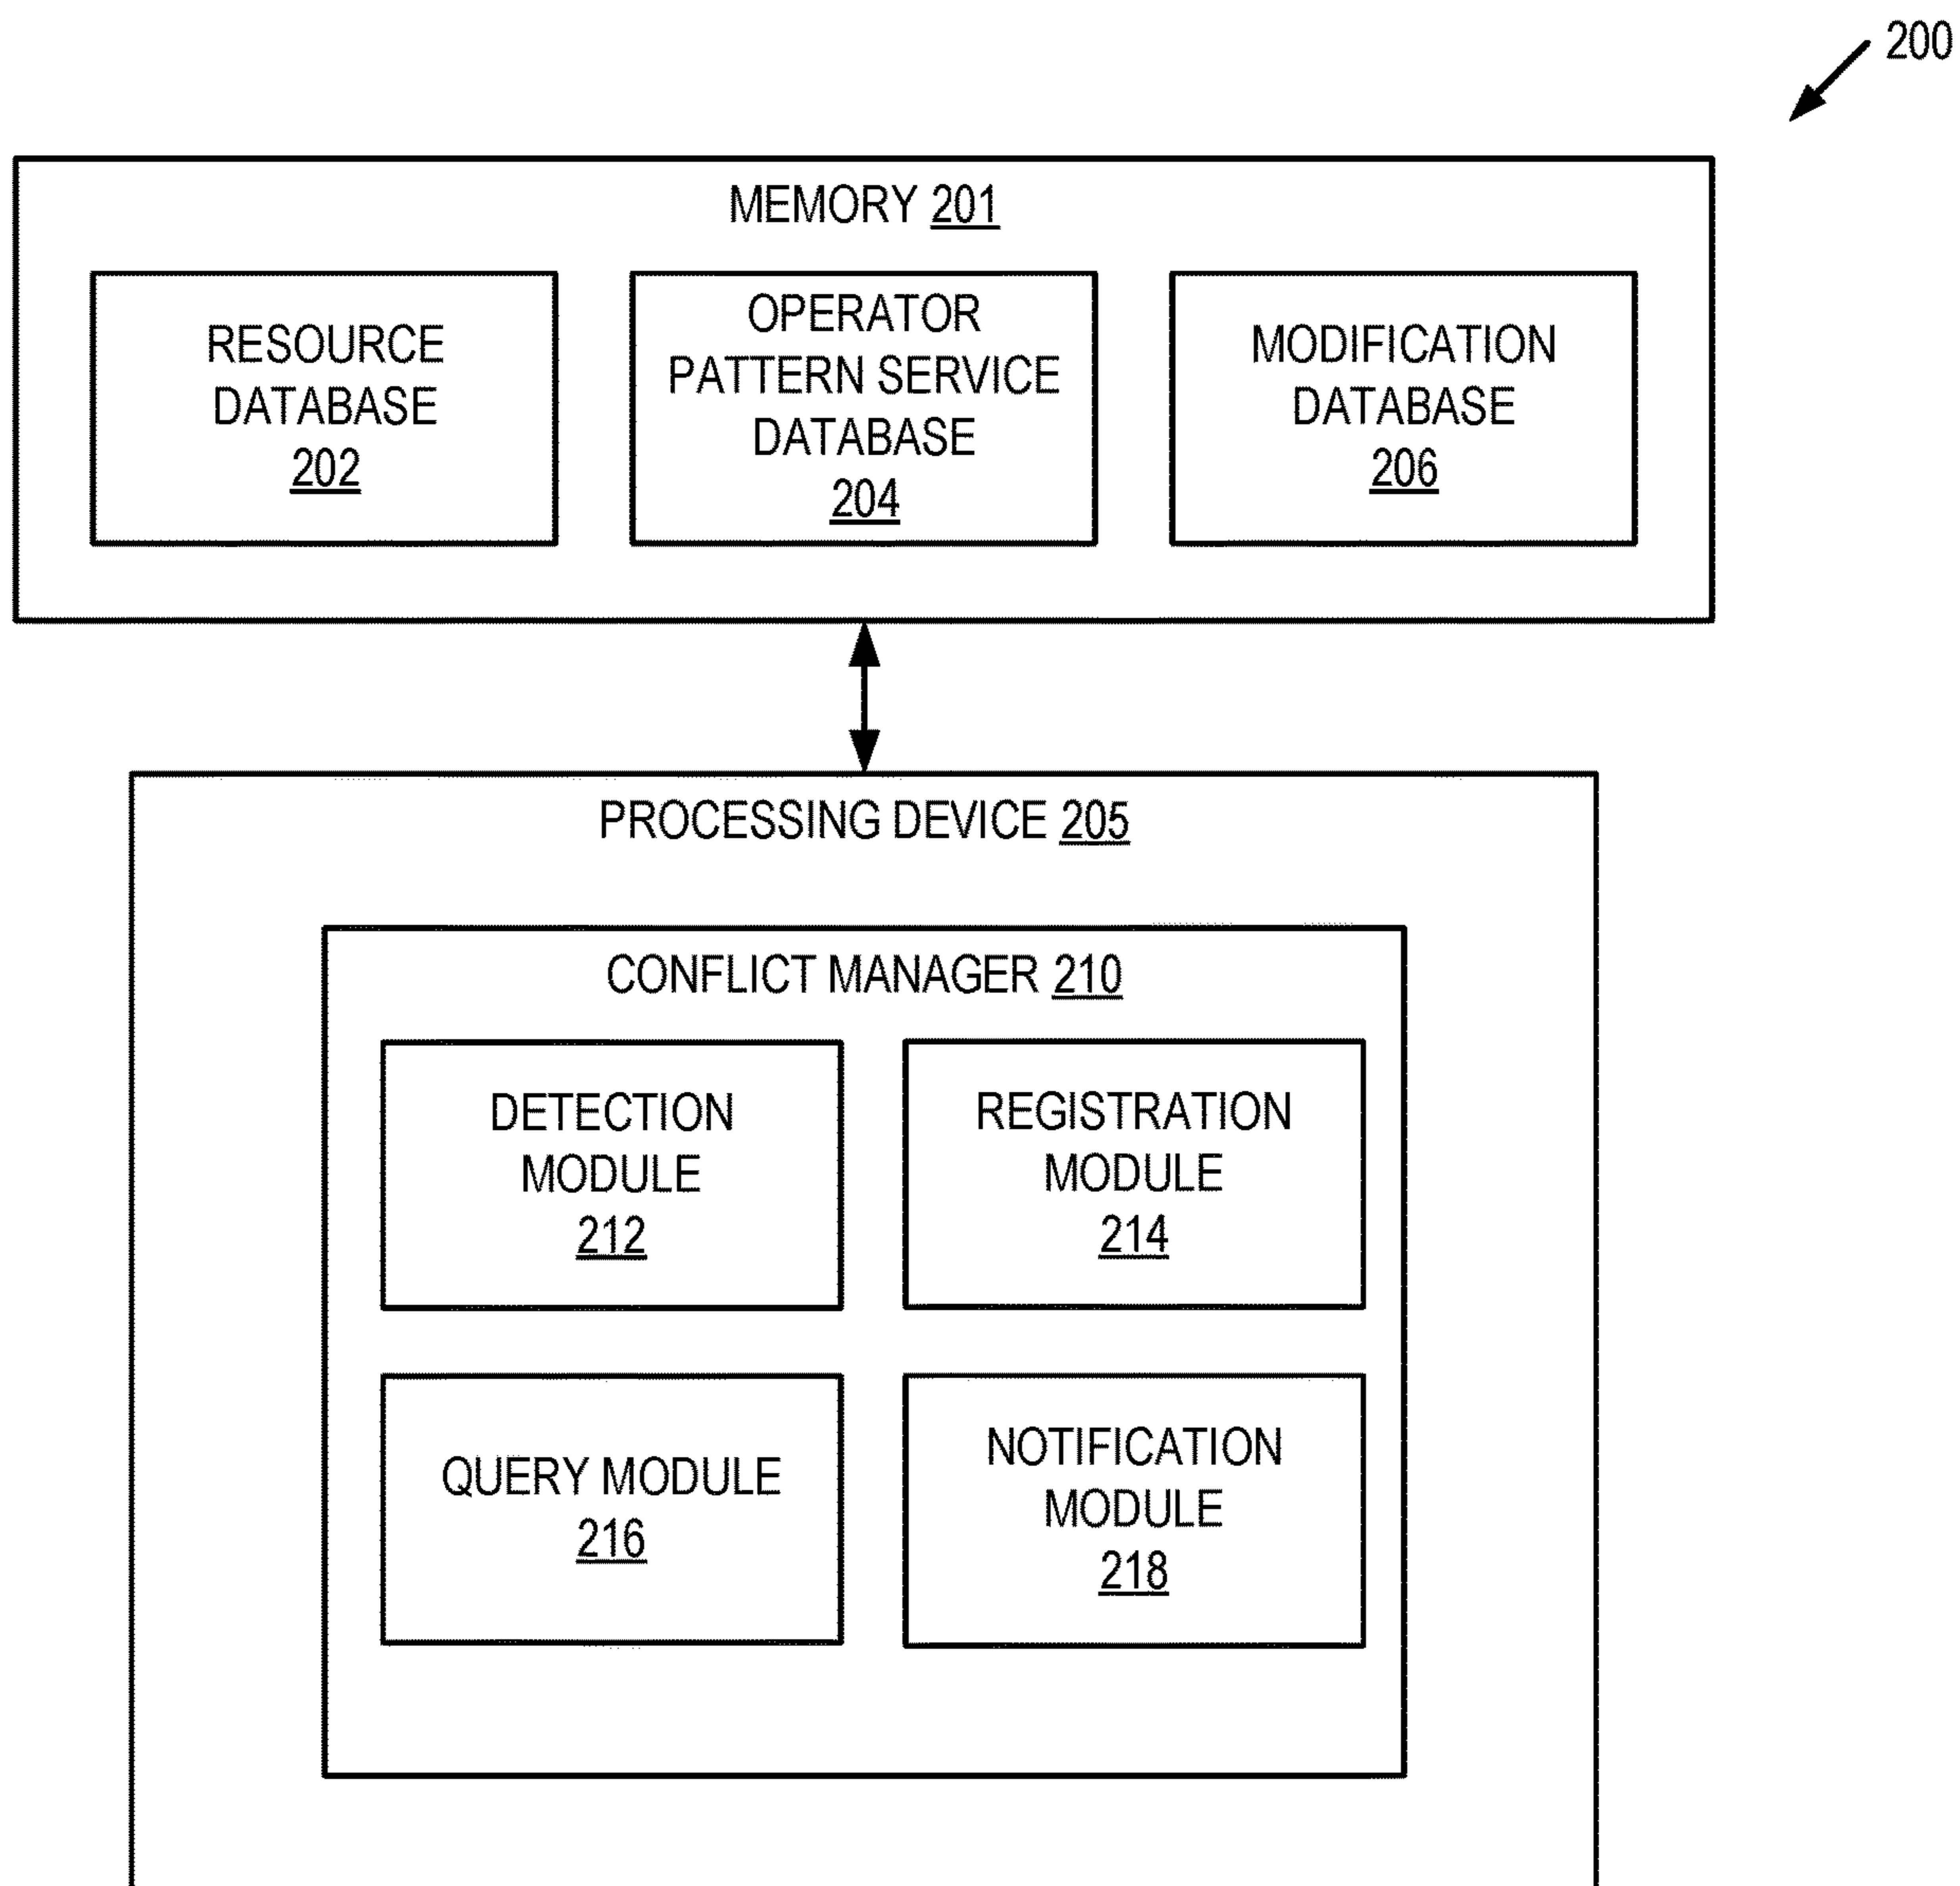 200
MEMORY 201
RESOURCE
DATABASE
202
OPERATOR
PATTERN SERVICE
DATABASE
204
MODIFICATION
DATABASE
206
PROCESSING DEVICE 205
CONFLICT MANAGER 210
DETECTION
MODULE
212
REGISTRATION
MODULE
214
QUERY MODULE
216
NOTIFICATION
MODULE
218